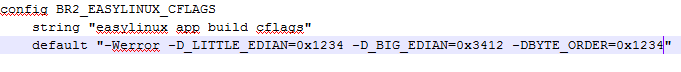 config BR2_EASYLINUX_CFLAGS
string "easylinux app build cflags"
default "-Werror -D_LITTLE_EDIAN=0x1234 -D_BIG_EDIAN=0x3412 -DBYTE_ORDER=0x1234"